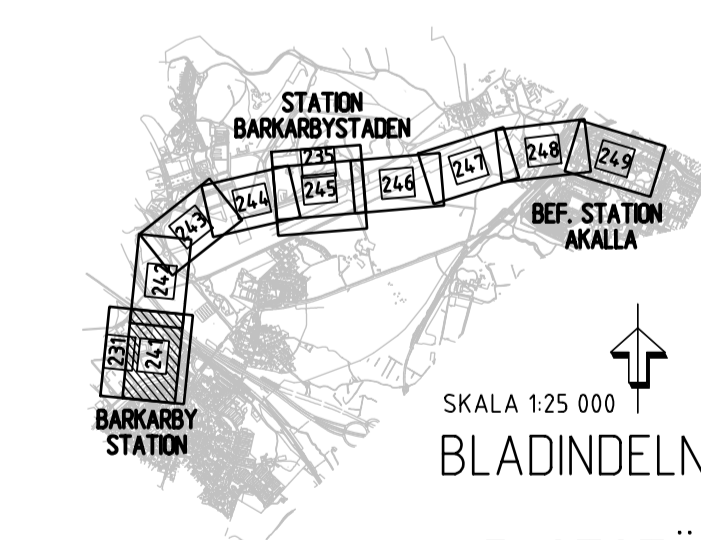 STATION
BARKARBYSTADEN
235
245
244
246
247
248
249
243
242
231
241
BEF. STATION
AKALLA
BARKARBY
STATION
SKALA 1:25 000
BLADINDELN